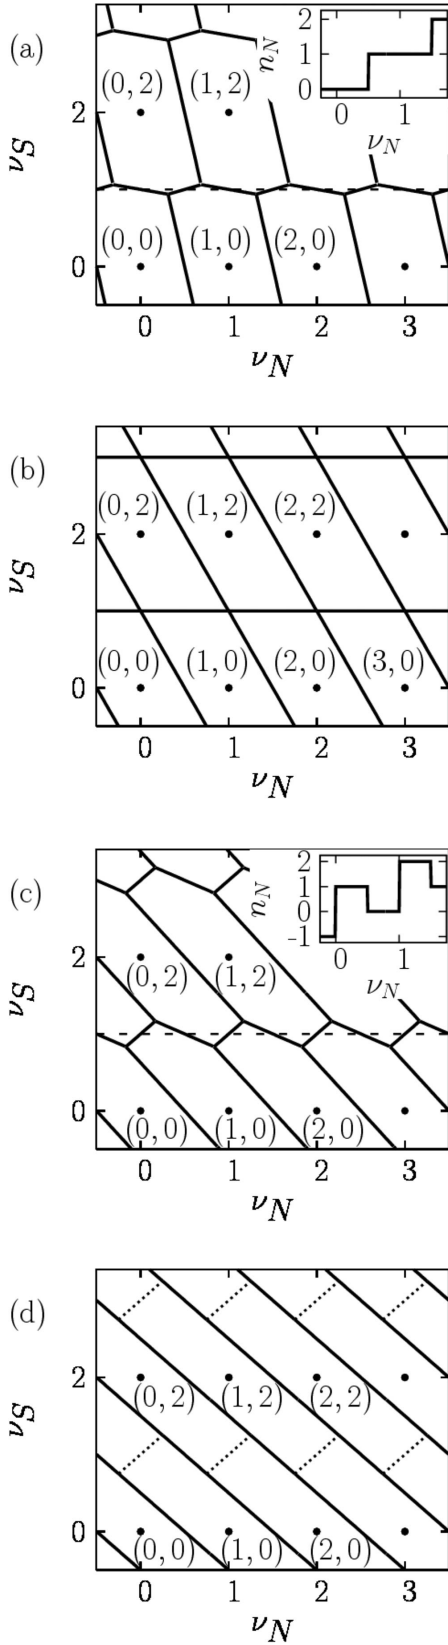 (a)
n_N
2
1
0
0 1
ν_N
(0, 2) (1, 2)
2
ν_S
(0, 0) (1, 0) (2, 0)
0
0 1 2 3
ν_N
(b)
(0, 2) (1, 2) (2, 2)
2
ν_S
(0, 0) (1, 0) (2, 0) (3, 0)
0
0 1 2 3
ν_N
(c)
n_N
2
1
0
-1
0 1
ν_N
2
(0, 2) (1, 2)
ν_S
0
(0, 0) (1, 0) (2, 0)
0 1 2 3
ν_N
(d)
2
(0, 2) (1, 2) (2, 2)
ν_S
0
(0, 0) (1, 0) (2, 0)
0 1 2 3
ν_N